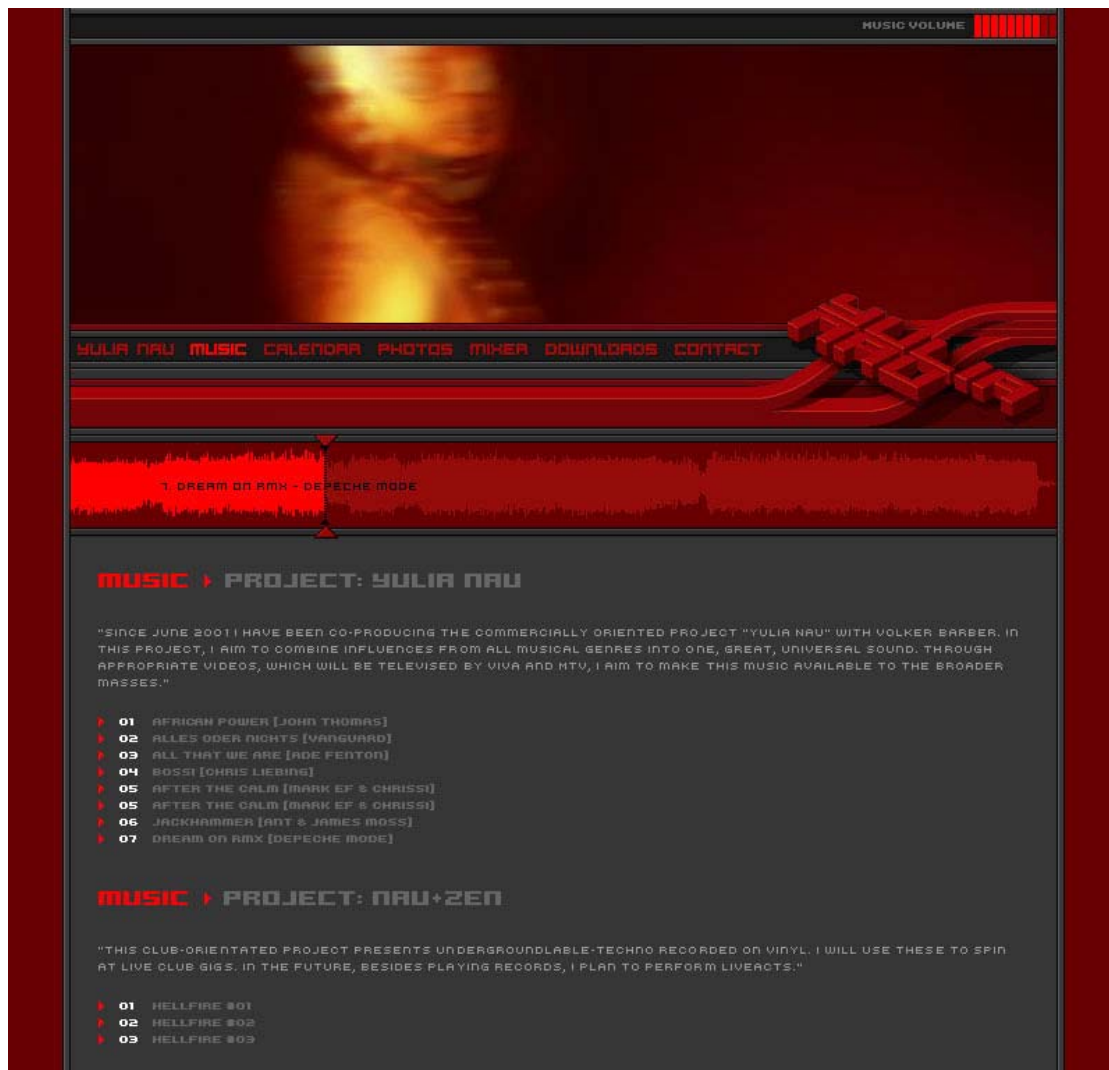 MUSIC VOLUME
YULIA NAU MUSIC CALENDAR PHOTOS MIXER DOWNLOADS CONTACT
YULIA
NAU
7. DREAM ON RMX - DEPECHE MODE
MUSIC PROJECT: YULIA NAU
"SINCE JUNE 2001 I HAVE BEEN CO-PRODUCING THE COMMERCIALLY ORIENTED PROJECT "YULIA NAU" WITH VOLKER BARBER. IN
THIS PROJECT, I AIM TO COMBINE INFLUENCES FROM ALL MUSICAL GENRES INTO ONE, GREAT, UNIVERSAL SOUND. THROUGH
APPROPRIATE VIDEOS, WHICH WILL BE TELEVISED BY VIVA AND MTV, I AIM TO MAKE THIS MUSIC AVAILABLE TO THE BROADER
MASSES."
01 AFRICAN POWER [JOHN THOMAS]
02 ALLES ODER NICHTS [VANGUARD]
03 ALL THAT WE ARE [ADE FENTON]
04 BOSSI [CHRIS LIEBING]
05 AFTER THE CALM [MARK EF & CHRISSI]
05 AFTER THE CALM [MARK EF & CHRISSI]
06 JACKHAMMER [ANT & JAMES MOSS]
07 DREAM ON RMX [DEPECHE MODE]
MUSIC PROJECT: NAU+ZEN
"THIS CLUB-ORIENTATED PROJECT PRESENTS UNDERGROUNDLABLE-TECHNO RECORDED ON VINYL. I WILL USE THESE TO SPIN
AT LIVE CLUB GIGS. IN THE FUTURE, BESIDES PLAYING RECORDS, I PLAN TO PERFORM LIVEACTS."
01 HELLFIRE #01
02 HELLFIRE #02
03 HELLFIRE #03